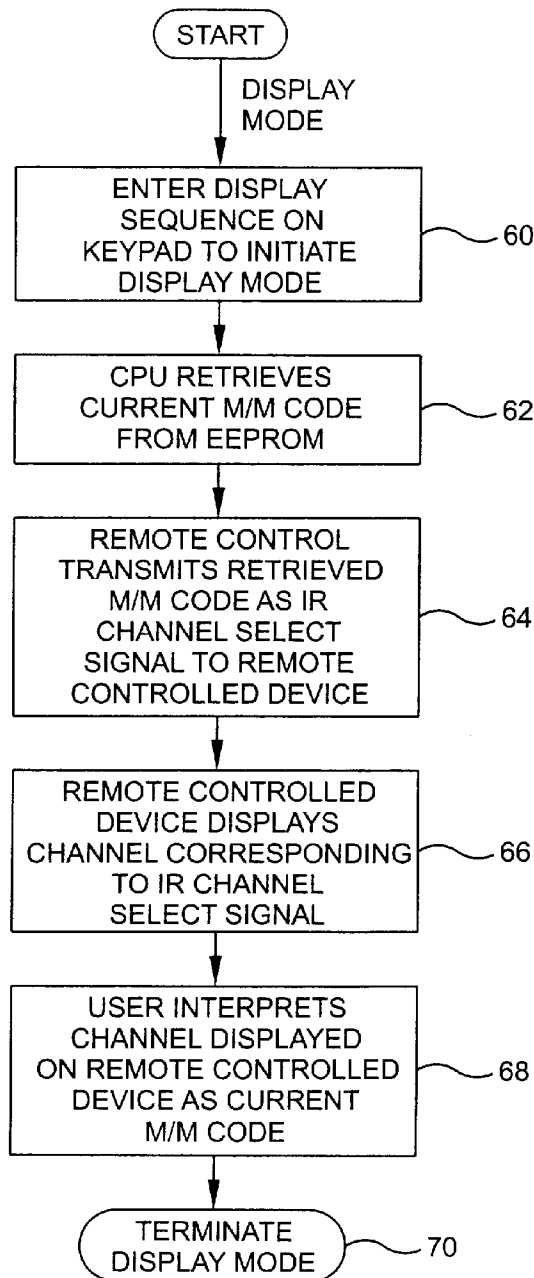 START
DISPLAY
MODE
ENTER DISPLAY
SEQUENCE ON
KEYPAD TO INITIATE
DISPLAY MODE
60
CPU RETRIEVES
CURRENT M/M CODE
FROM EEPROM
62
REMOTE CONTROL
TRANSMITS RETRIEVED
M/M CODE AS IR
CHANNEL SELECT
SIGNAL TO REMOTE
CONTROLLED DEVICE
64
REMOTE CONTROLLED
DEVICE DISPLAYS
CHANNEL CORRESPONDING
TO IR CHANNEL
SELECT SIGNAL
66
USER INTERPRETS
CHANNEL DISPLAYED
ON REMOTE CONTROLLED
DEVICE AS CURRENT
M/M CODE
68
TERMINATE
DISPLAY MODE
70